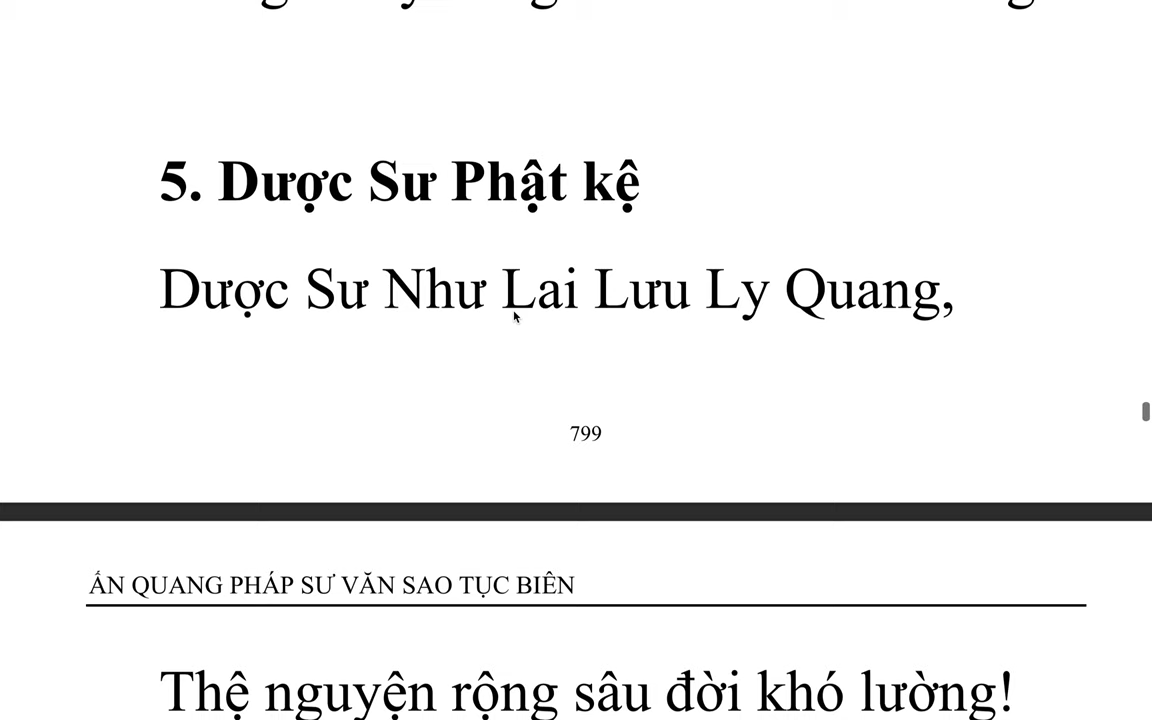 5. Dược Sư Phật kệ
Dược Sư Như Lai Lưu Ly Quang,
799
ẤN QUANG PHÁP SƯ VĂN SAO TỤC BIÊN
Thệ nguyện rộng sâu đời khó lường!